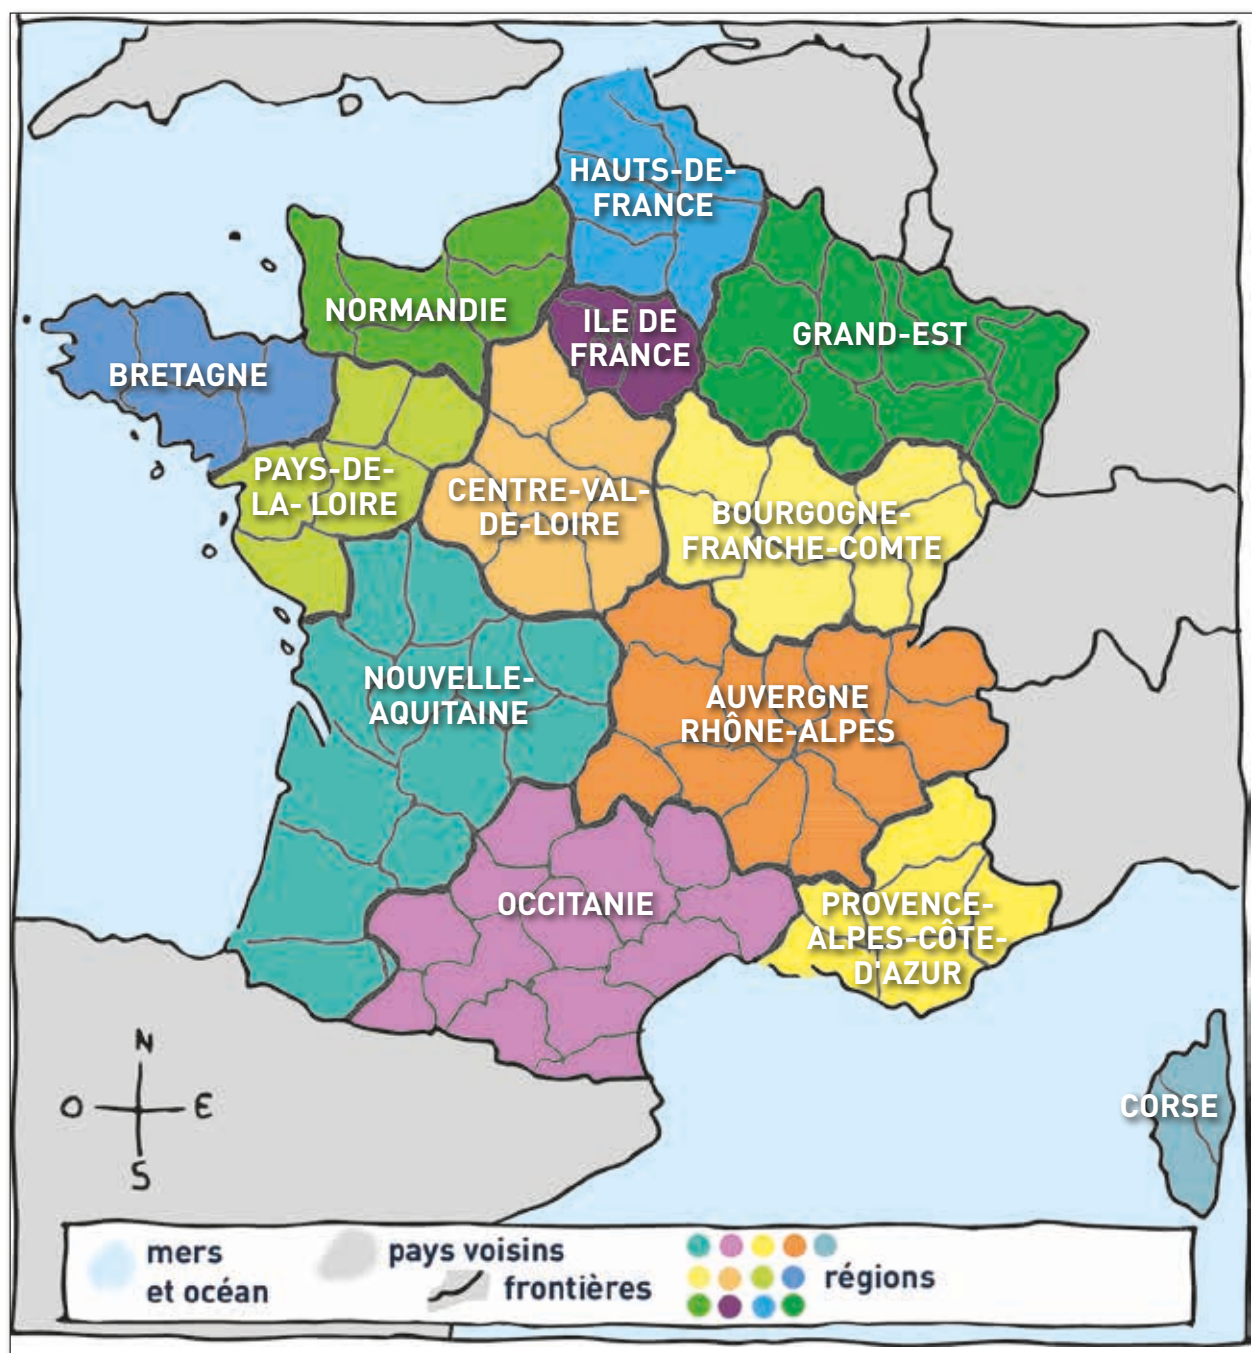 HAUTS-DE-
FRANCE
NORMANDIE
ILE DE
FRANCE
GRAND-EST
BRETAGNE
PAYS-DE-
LA- LOIRE
CENTRE-VAL-
DE-LOIRE
BOURGOGNE-
FRANCHE-COMTE
NOUVELLE-
AQUITAINE
AUVERGNE
RHÔNE-ALPES
OCCITANIE
PROVENCE-
ALPES-CÔTE-
D'AZUR
CORSE
N
O E
S
mers
et océan
pays voisins
frontières
régions